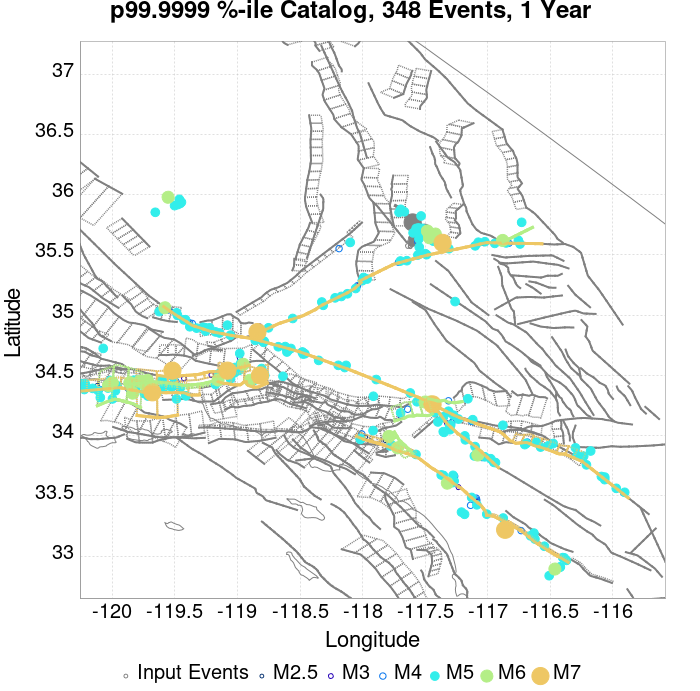 p99.9999 %-ile Catalog, 348 Events, 1 Year
37
36.5
36
35.5
35
34.5
34
33.5
33
Latitude
-120 -119.5 -119 -118.5 -118 -117.5 -117 -116.5 -116
Longitude
Input Events M2.5 M3 M4 M5 M6 M7